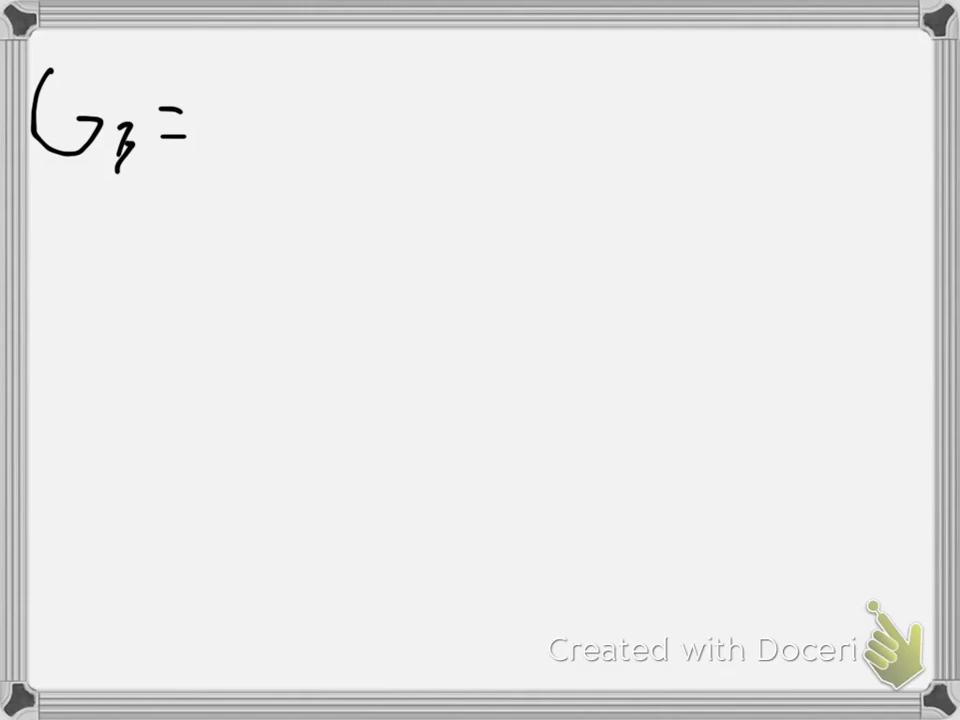 G₃ =
Created with Doceri